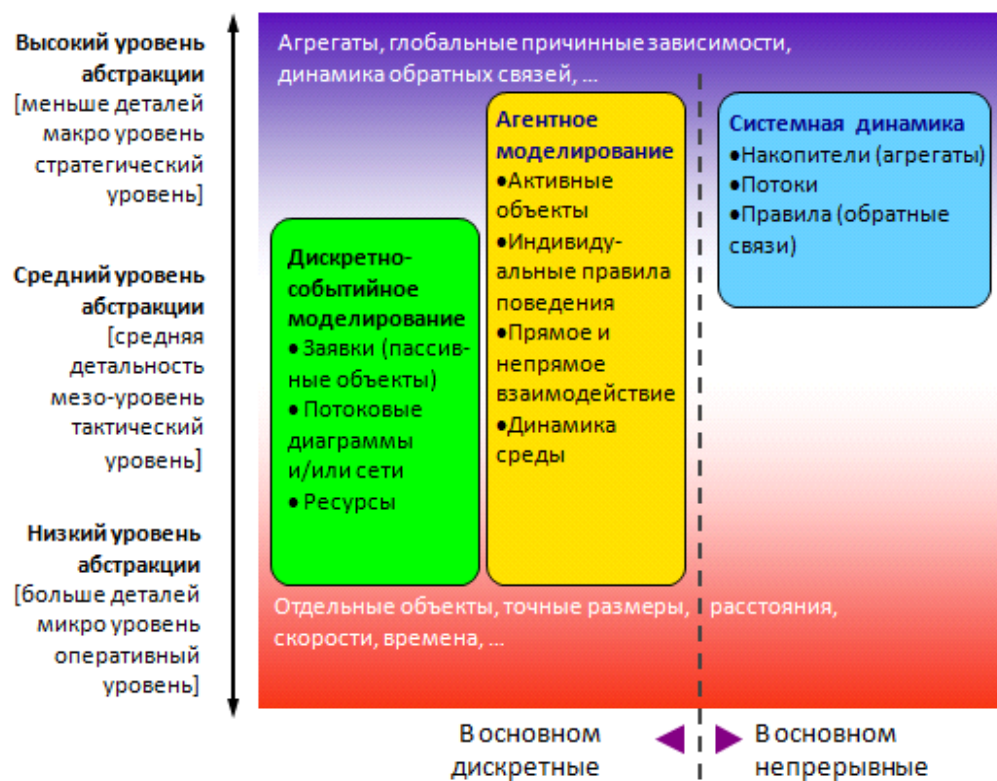 Высокий уровень
абстракции
[меньше деталей
макро уровень
стратегический
уровень]
Средний уровень
абстракции
[средняя
детальность
мезо-уровень
тактический
уровень]
Низкий уровень
абстракции
[больше деталей
микро уровень
оперативный
уровень]
Агрегаты, глобальные причинные зависимости,
динамика обратных связей, ...
Дискретно-
событийное
моделирование
• Заявки (пассив-
ные объекты)
• Потоковые
диаграммы
и/или сети
• Ресурсы
Агентное
моделирование
•Активные
объекты
•Индивиду-
альные правила
поведения
•Прямое и
непрямое
взаимодействие
•Динамика
среды
Системная динамика
•Накопители (агрегаты)
•Потоки
•Правила (обратные
связи)
Отдельные объекты, точные размеры, расстояния,
скорости, времена, ...
В основном
дискретные
В основном
непрерывные